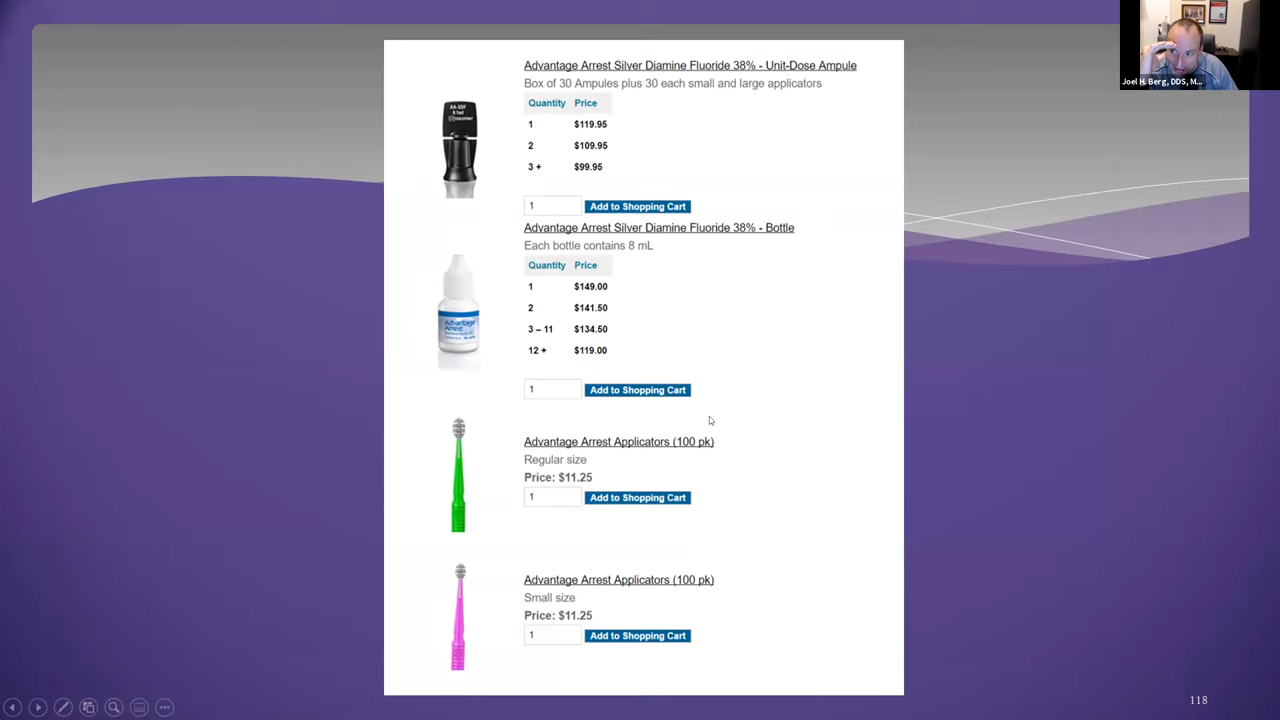 Joel H. Berg, DDS, M...
Advantage Arrest Silver Diamine Fluoride 38% - Unit-Dose Ampule
Box of 30 Ampules plus 30 each small and large applicators
Quantity Price
1 $119.95
2 $109.95
3 + $99.95
1 Add to Shopping Cart
Advantage Arrest Silver Diamine Fluoride 38% - Bottle
Each bottle contains 8 mL
Quantity Price
1 $149.00
2 $141.50
3 – 11 $134.50
12 + $119.00
Advantage
Arrest
1 Add to Shopping Cart
Advantage Arrest Applicators (100 pk)
Regular size
Price: $11.25
1 Add to Shopping Cart
Advantage Arrest Applicators (100 pk)
Small size
Price: $11.25
1 Add to Shopping Cart
118